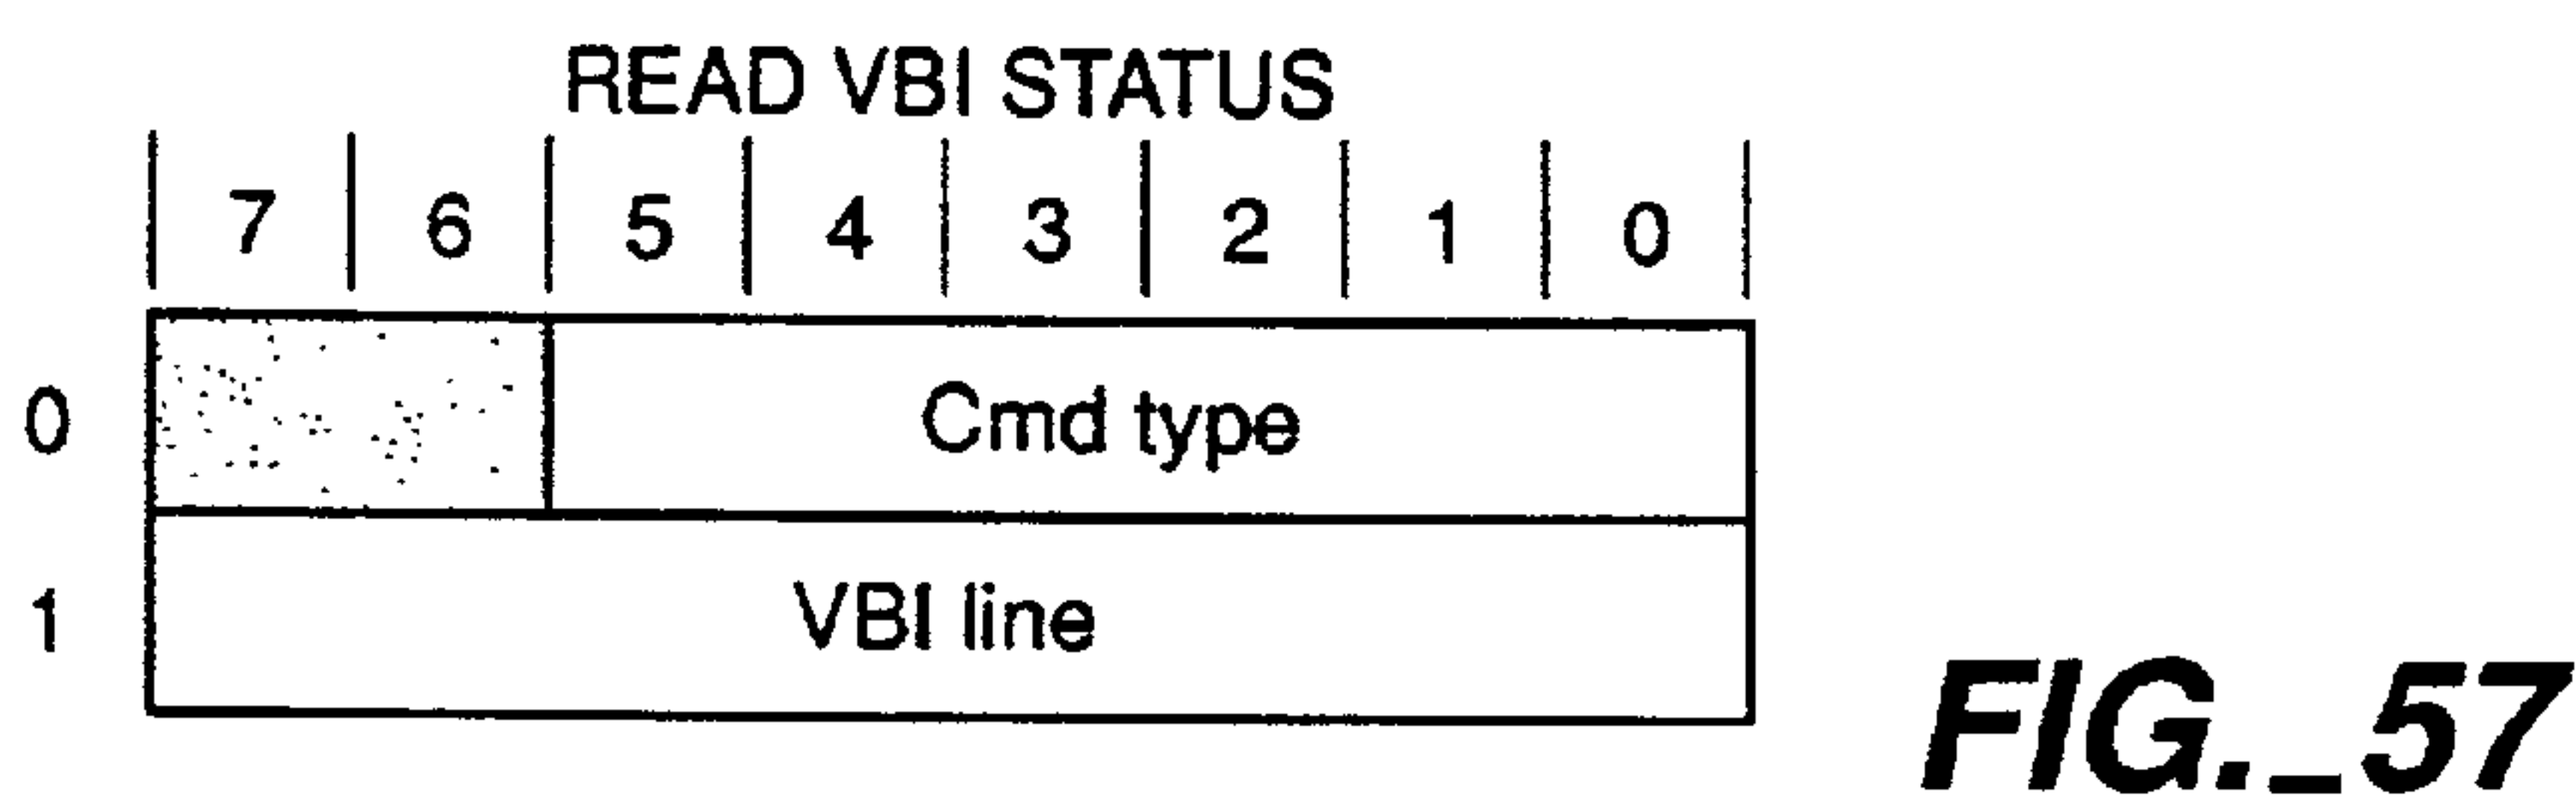 READ VBI STATUS
7 6 5 4 3 2 1 0
0 Cmd type
1 VBI line
FIG._57